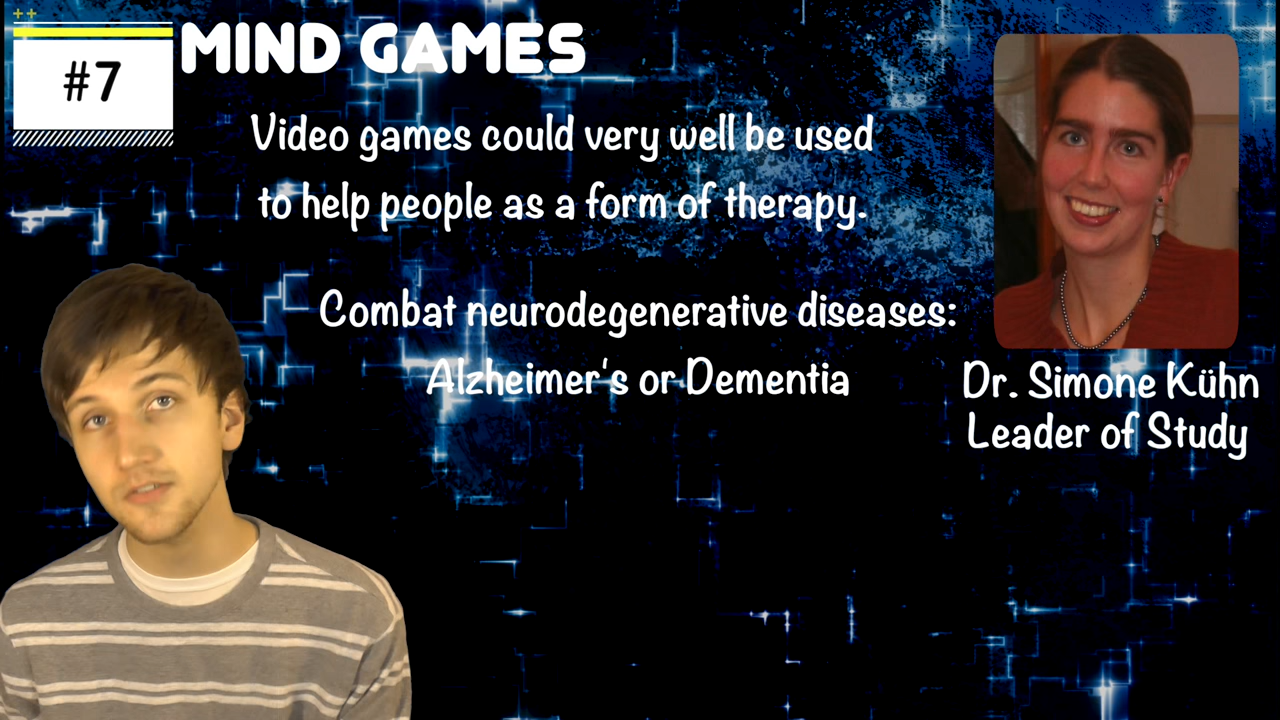 ++
#7
MIND GAMES
Video games could very well be used
to help people as a form of therapy.
Combat neurodegenerative diseases:
Alzheimer's or Dementia
Dr. Simone Kühn
Leader of Study